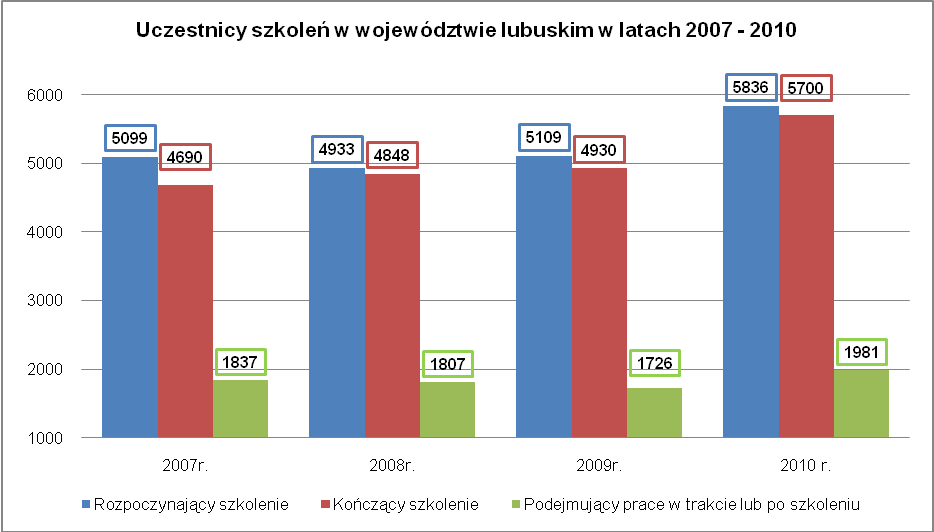 Uczestnicy szkoleń w województwie lubuskim w latach 2007 - 2010
6000
5000
4000
3000
2000
1000
5099
4690
1837
4933
4848
1807
5109
4930
1726
5836
5700
1981
2007r.
2008r.
2009r.
2010 r.
Rozpoczynający szkolenie
Kończący szkolenie
Podejmujący prace w trakcie lub po szkoleniu